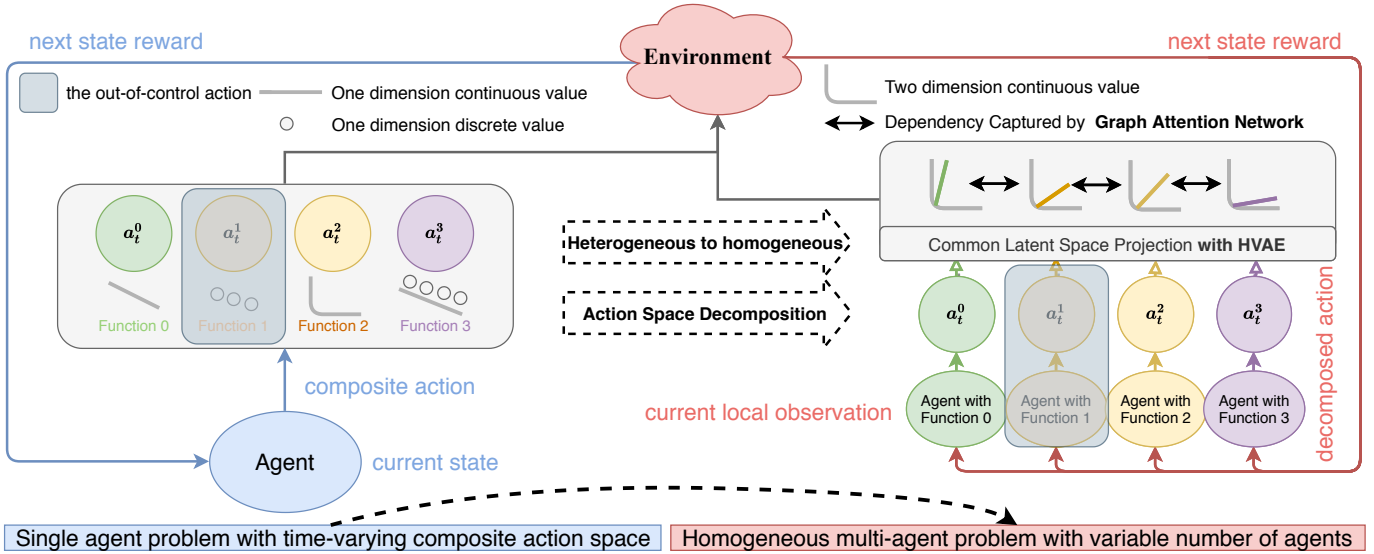 next state reward
Environment
next state reward
the out-of-control action
One dimension continuous value
One dimension discrete value
Two dimension continuous value
Dependency Captured by Graph Attention Network
a_t^0
a_t^1
a_t^2
a_t^3
Function 0
Function 1
Function 2
Function 3
Heterogeneous to homogeneous
Action Space Decomposition
Common Latent Space Projection with HVAE
a_t^0
a_t^1
a_t^2
a_t^3
decomposed action
composite action
current local observation
Agent with
Function 0
Agent with
Function 1
Agent with
Function 2
Agent with
Function 3
Agent
current state
Single agent problem with time-varying composite action space
Homogeneous multi-agent problem with variable number of agents